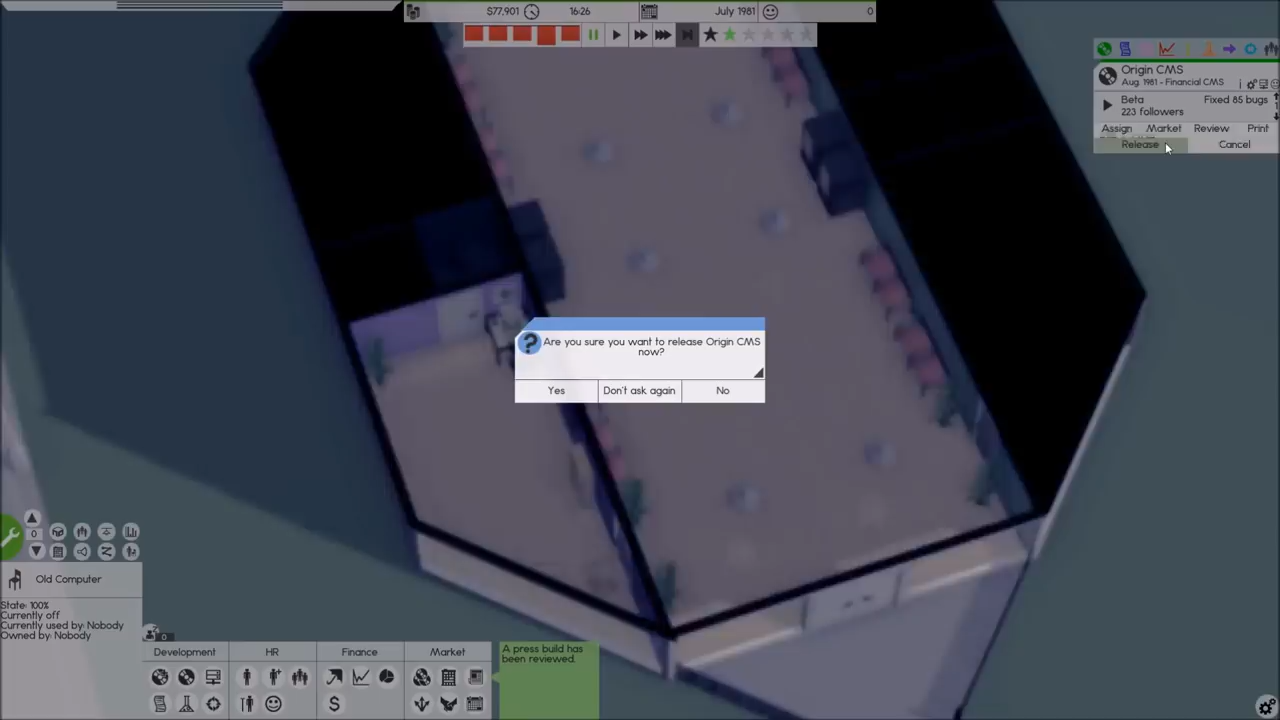 $77,901
16:26
July 1981
0
Origin CMS
Aug. 1981 - Financial CMS
Beta
Fixed 85 bugs
223 followers
Assign
Market
Review
Print
Release
Cancel
Are you sure you want to release Origin CMS
now?
Yes
Don't ask again
No
0
Old Computer
State: 100%
Currently off
Currently used by: Nobody
Owned by: Nobody
0
Development
HR
Finance
Market
A press build has
been reviewed.